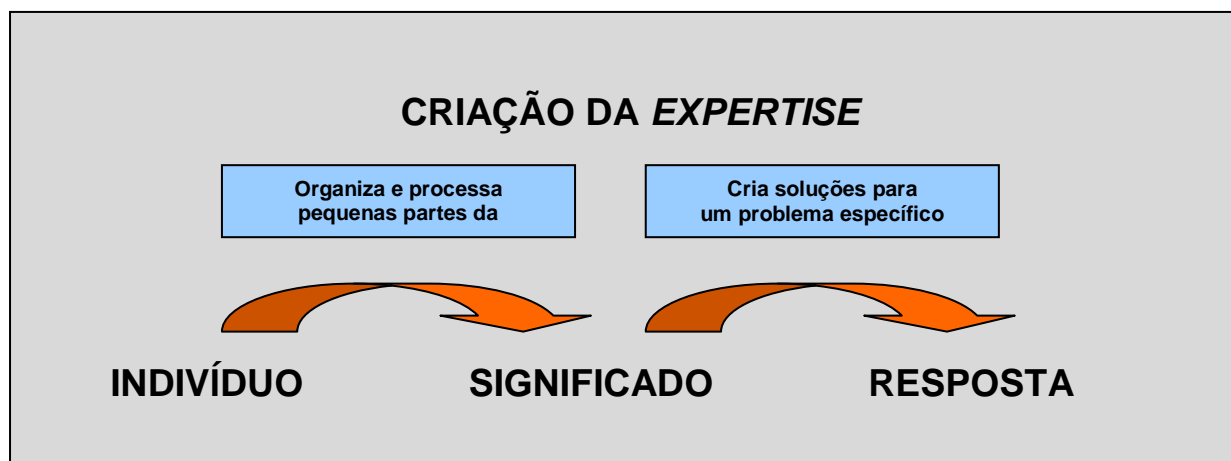 CRIAÇÃO DA EXPERTISE
Organiza e processa
pequenas partes da
Cria soluções para
um problema específico
INDIVÍDUO
SIGNIFICADO
RESPOSTA